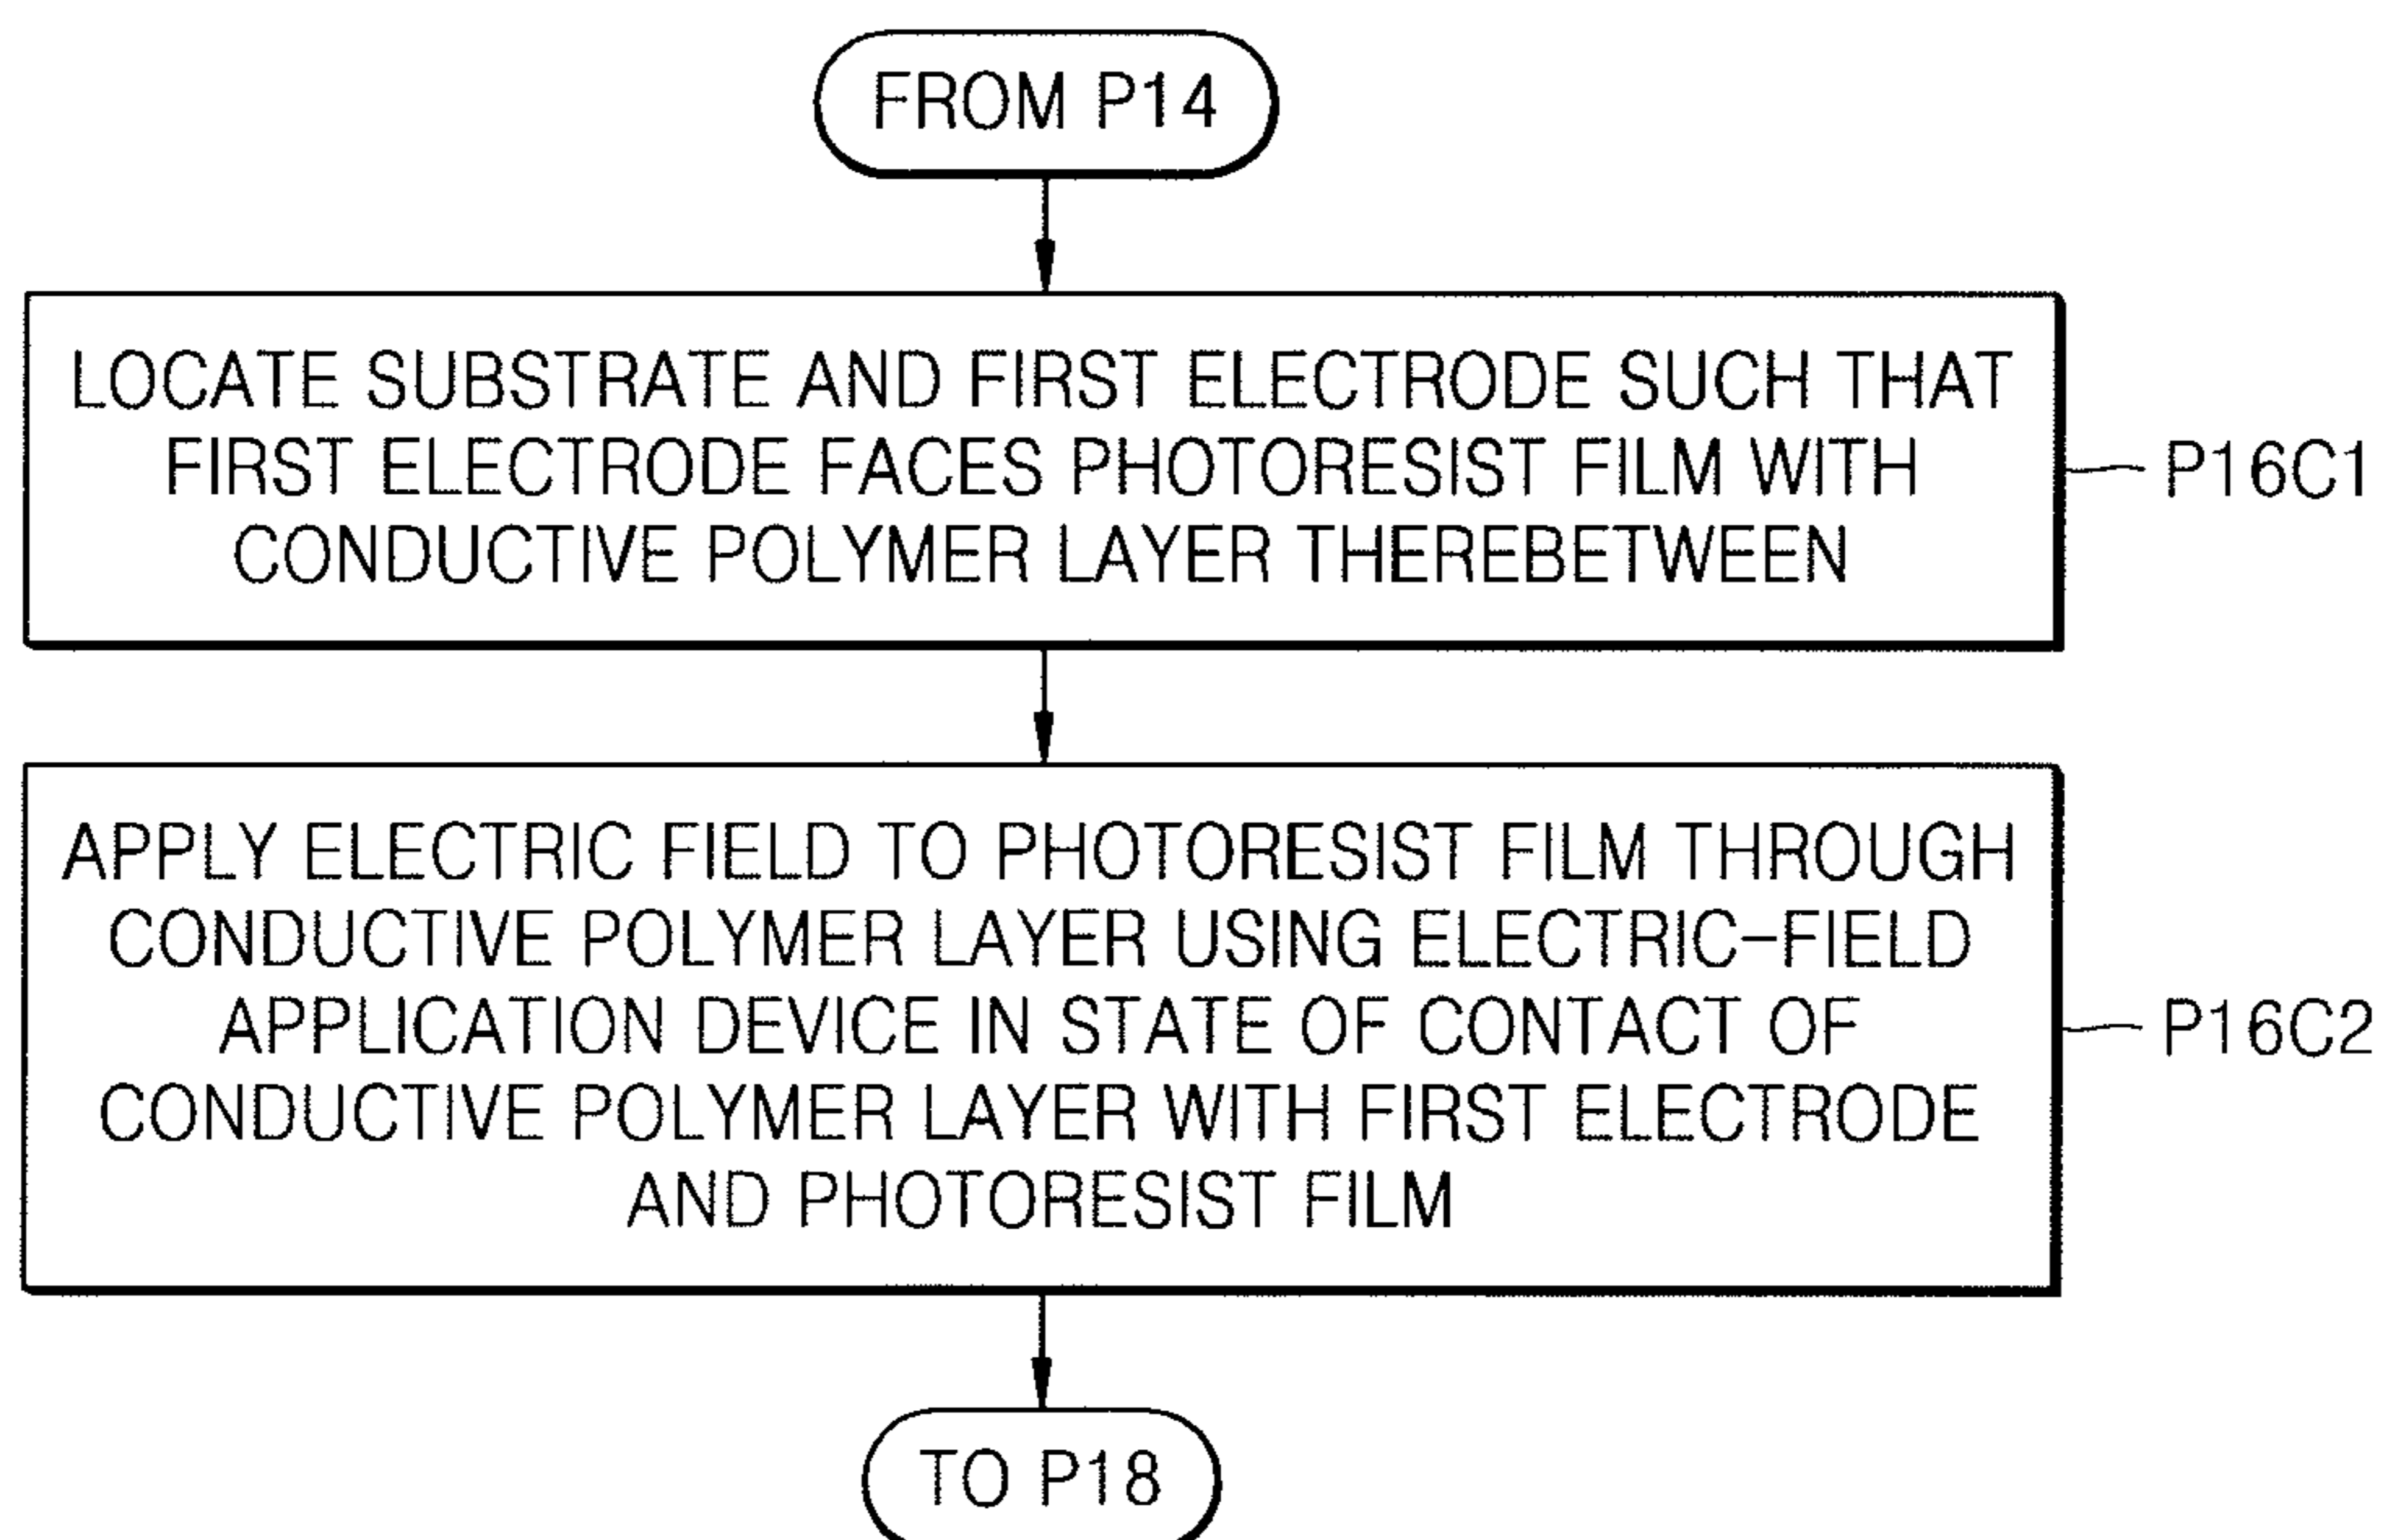 FROM P14
LOCATE SUBSTRATE AND FIRST ELECTRODE SUCH THAT
FIRST ELECTRODE FACES PHOTORESIST FILM WITH
CONDUCTIVE POLYMER LAYER THEREBETWEEN
P16C1
APPLY ELECTRIC FIELD TO PHOTORESIST FILM THROUGH
CONDUCTIVE POLYMER LAYER USING ELECTRIC-FIELD
APPLICATION DEVICE IN STATE OF CONTACT OF
CONDUCTIVE POLYMER LAYER WITH FIRST ELECTRODE
AND PHOTORESIST FILM
P16C2
TO P18